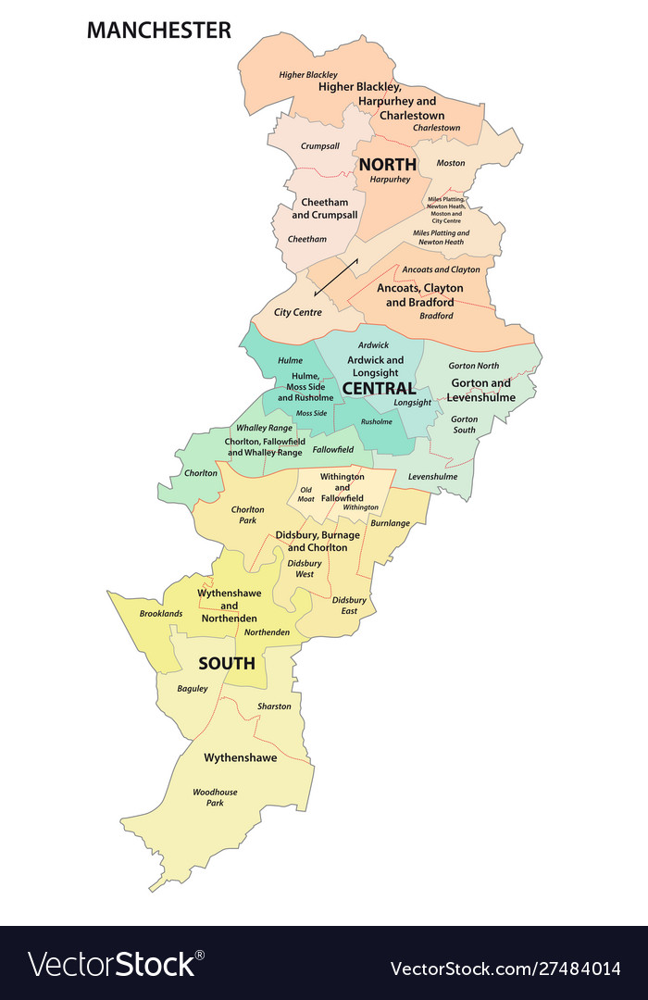 MANCHESTER
Higher Blackley
Higher Blackley,
Harpurhey and
Charlestown
Charlestown
Crumpsall
NORTH
Harpurhey
Moston
Cheetham
and Crumpsall
Miles Platting,
Newton Heath,
Moston and
City Centre
Cheetham
Miles Platting and
Newton Heath
Ancoats and Clayton
Ancoats, Clayton
and Bradford
Bradford
City Centre
Ardwick
Hulme
Ardwick and
Longsight
Gorton North
Hulme,
Moss Side
and Rusholme
CENTRAL
Gorton and
Levenshulme
Longsight
Moss Side
Rusholme
Gorton
South
Whalley Range
Chorlton, Fallowfield
and Whalley Range
Fallowfield
Chorlton
Levenshulme
Withington
and
Fallowfield
Old
Moat
Withington
Chorlton
Park
Burnlange
Didsbury, Burnage
and Chorlton
Didsbury
West
Didsbury
East
Wythenshawe
and
Northenden
Brooklands
Northenden
SOUTH
Baguley
Sharston
Wythenshawe
Woodhouse
Park
VectorStock®
VectorStock.com/27484014